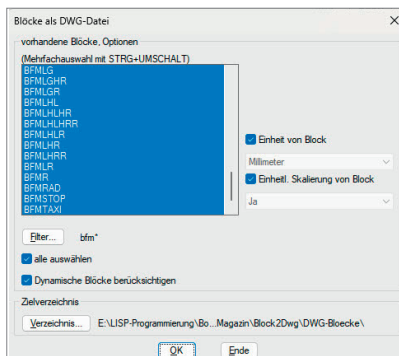 Blöcke als DWG-Datei
vorhandene Blöcke, Optionen
(Mehrfachauswahl mit STRG+UMSCHALT)
BFMLG
BFMLGHR
BFMLGR
BFMLHL
BFMLHLHR
BFMLHLHRR
BFMLHLR
BFMLHR
BFMLHRR
BFMLR
BFMR
BFMRAD
BFMSTOP
BFMTAXI
Einheit von Block
Millimeter
Einheitl. Skalierung von Block
Ja
Filter... bfm*
alle auswählen
Dynamische Blöcke berücksichtigen
Zielverzeichnis
Verzeichnis... E:\LISP-Programmierung\Bo...Magazin\Block2Dwg\DWG-Bloecke\
OK Ende